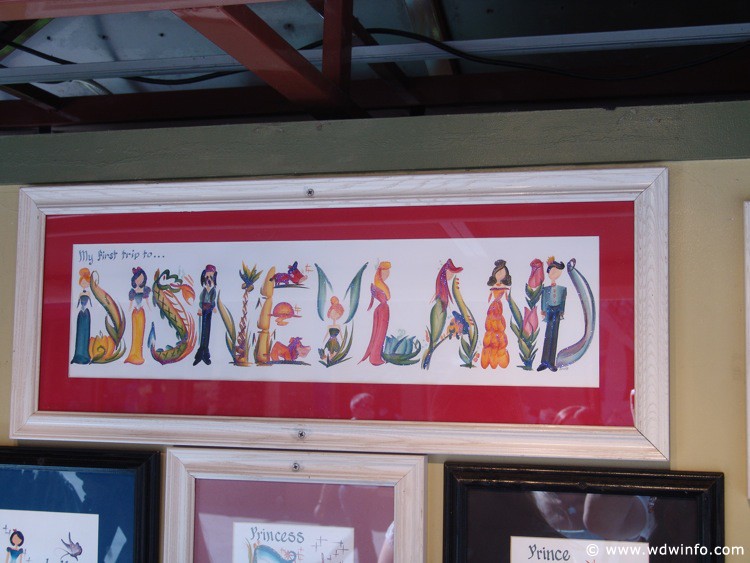 My first trip to...
DISNEYLAND
Princess
Prince
© www.wdwinfo.com